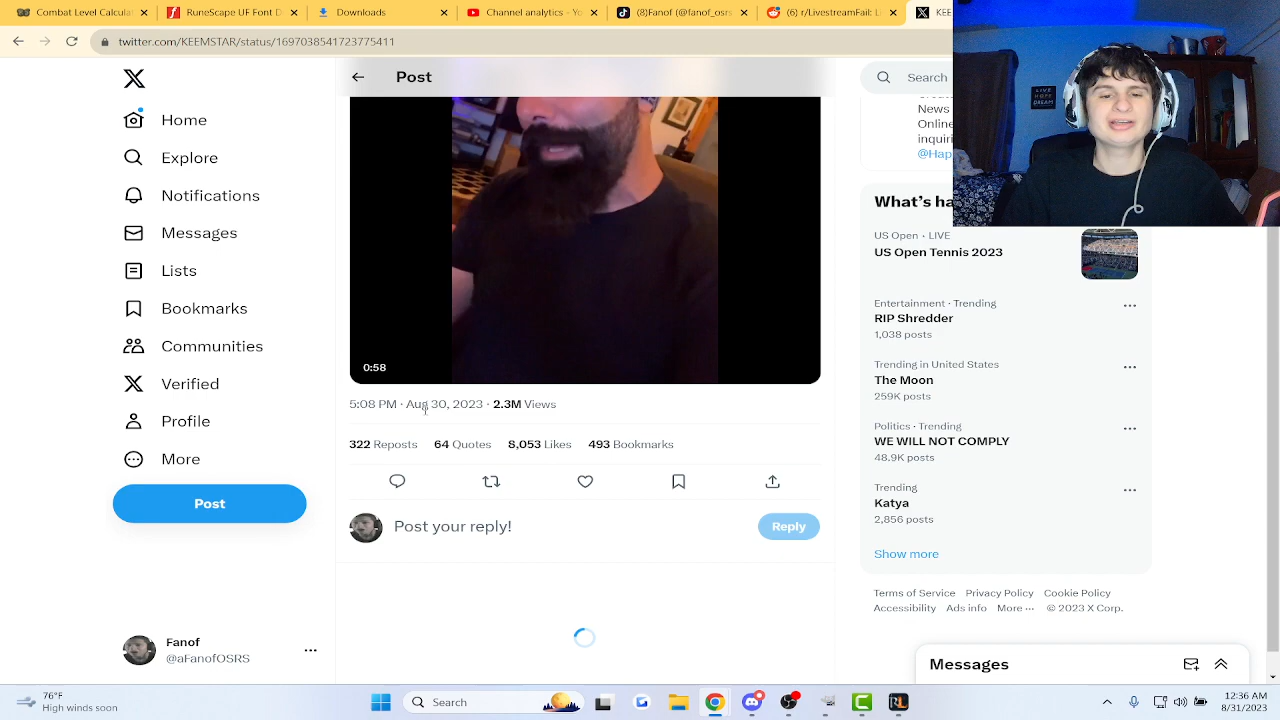 Combat Level Calculator
RuneScape UF Font D
Downloads
Channel analytics - Yo
(8)Fanof (@fanof_osrs
(6) r/LivestreamFail: L
KEE
twitter.com/KEEMSTAR/status/1697038541723775411
Post
Search
News
Online
inquiri
@Hap
Home
Explore
Notifications
Messages
Lists
Bookmarks
Communities
Verified
Profile
More
Post
Fanof
@aFanofOSRS
LIVE
HOPE
DREAM
0:58
5:08 PM · Aug 30, 2023 · 2.3M Views
322 Reposts 64 Quotes 8,053 Likes 493 Bookmarks
Post your reply!
Reply
What's ha
US Open · LIVE
US Open Tennis 2023
Entertainment · Trending
RIP Shredder
1,038 posts
Trending in United States
The Moon
259K posts
Politics · Trending
WE WILL NOT COMPLY
48.9K posts
Trending
Katya
2,856 posts
Show more
Terms of Service Privacy Policy Cookie Policy
Accessibility Ads info More ··· © 2023 X Corp.
Messages
76°F
High winds soon
Search
12:36 AM
8/31/2023